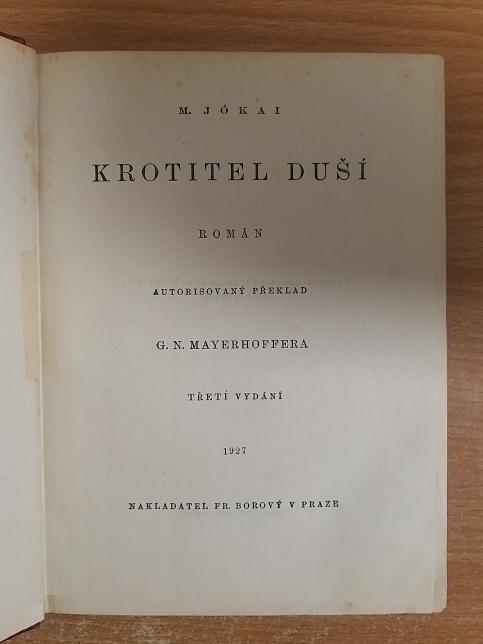 M. JÓKAI
KROTITEL DUŠÍ
ROMÁN
AUTORISOVANÝ PŘEKLAD
G. N. MAYERHOFFERA
TŘETÍ VYDÁNÍ
1927
NAKLADATEL FR. BOROVÝ V PRAZE